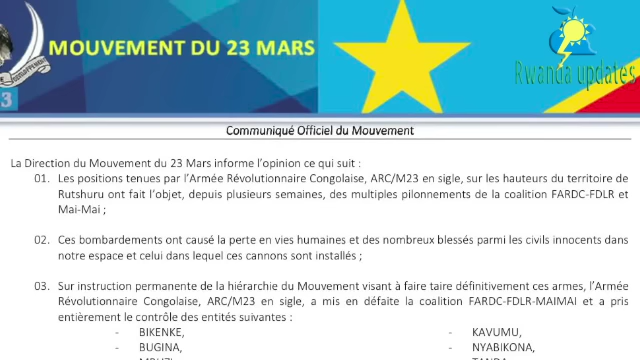 MOUVEMENT DU 23 MARS
Rwanda updates
3
Communiqué Officiel du Mouvement
La Direction du Mouvement du 23 Mars informe l'opinion ce qui suit :
01. Les positions tenues par l'Armée Révolutionnaire Congolaise, ARC/M23 en sigle, sur les hauteurs du territoire de
Rutshuru ont fait l'objet, depuis plusieurs semaines, des multiples pilonnements de la coalition FARDC-FDLR et
Mai-Mai ;
02. Ces bombardements ont causé la perte en vies humaines et des nombreux blessés parmi les civils innocents dans
notre espace et celui dans lequel ces cannons sont installés ;
03. Sur instruction permanente de la hiérarchie du Mouvement visant à faire taire définitivement ces armes, l'Armée
Révolutionnaire Congolaise, ARC/M23 en sigle, a mis en défaite la coalition FARDC-FDLR-MAIMAI et a pris
entièrement le contrôle des entités suivantes :
- BIKENKE, - KAVUMU,
- BUGINA, - NYABIKONA,